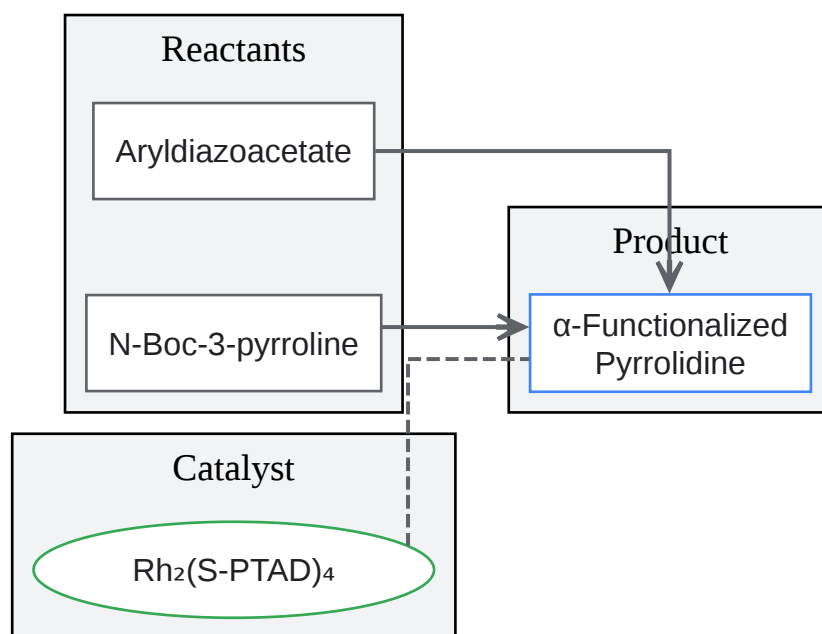 Reactants
Aryldiazoacetate
N-Boc-3-pyrroline
Product
α-Functionalized
Pyrrolidine
Catalyst
Rh₂(S-PTAD)₄